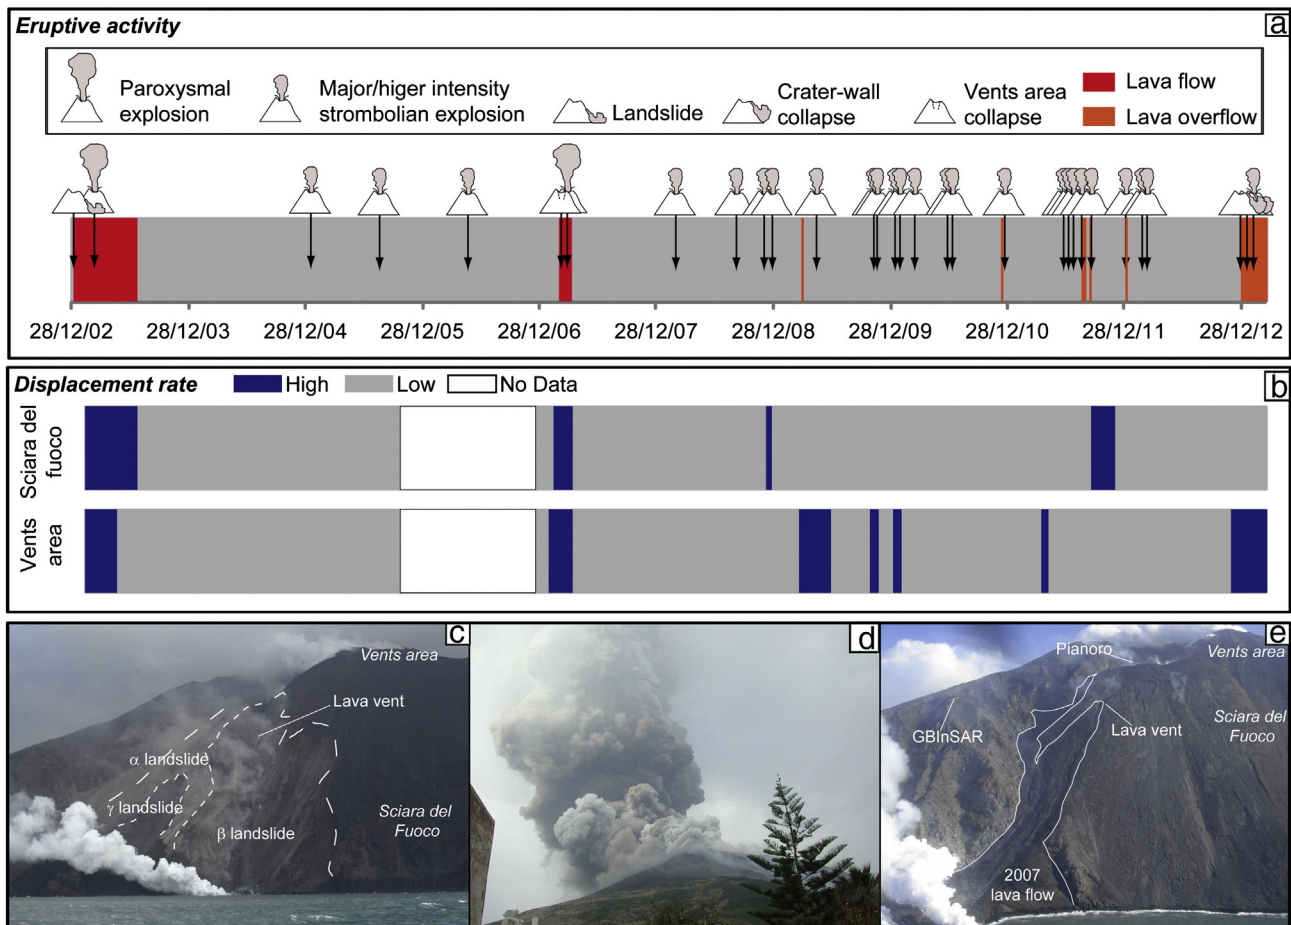 Eruptive activity
a
Paroxysmal
explosion
Major/higer intensity
strombolian explosion
Landslide
Crater-wall
collapse
Vents area
collapse
Lava flow
Lava overflow
28/12/02 28/12/03 28/12/04 28/12/05 28/12/06 28/12/07 28/12/08 28/12/09 28/12/10 28/12/11 28/12/12
Displacement rate
High
Low
No Data
b
Sciara del
fuoco
Vents
area
c
Vents area
Lava vent
α landslide
γ landslide
β landslide
Sciara del
Fuoco
d
e
Pianoro
Vents area
GBInSAR
Lava vent
Sciara del
Fuoco
2007
lava flow